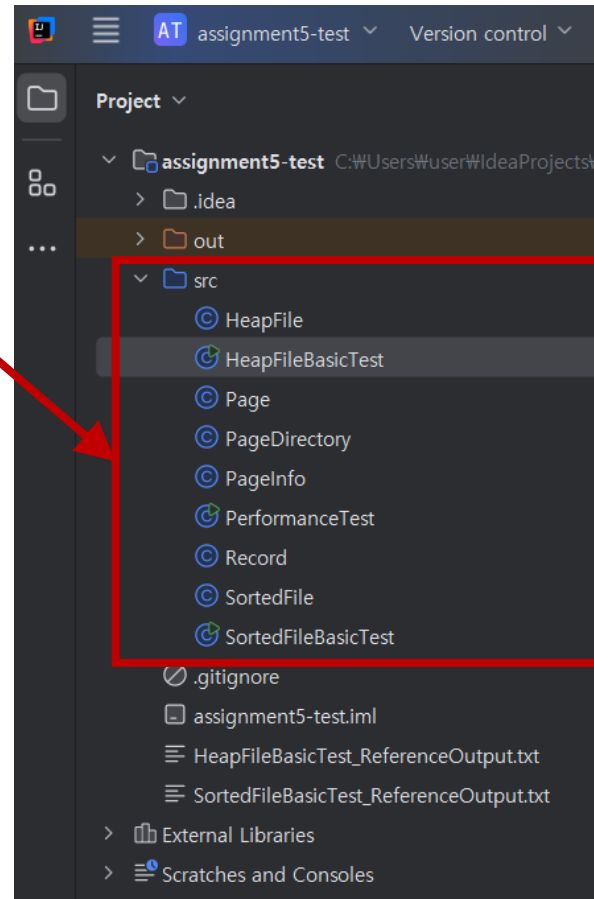 AT assignment5-test Version control
Project
assignment5-test C:₩Users₩user₩IdeaProjects₩
.idea
out
src
C HeapFile
C HeapFileBasicTest
C Page
C PageDirectory
C PageInfo
C PerformanceTest
C Record
C SortedFile
C SortedFileBasicTest
.gitignore
assignment5-test.iml
HeapFileBasicTest_ReferenceOutput.txt
SortedFileBasicTest_ReferenceOutput.txt
External Libraries
Scratches and Consoles